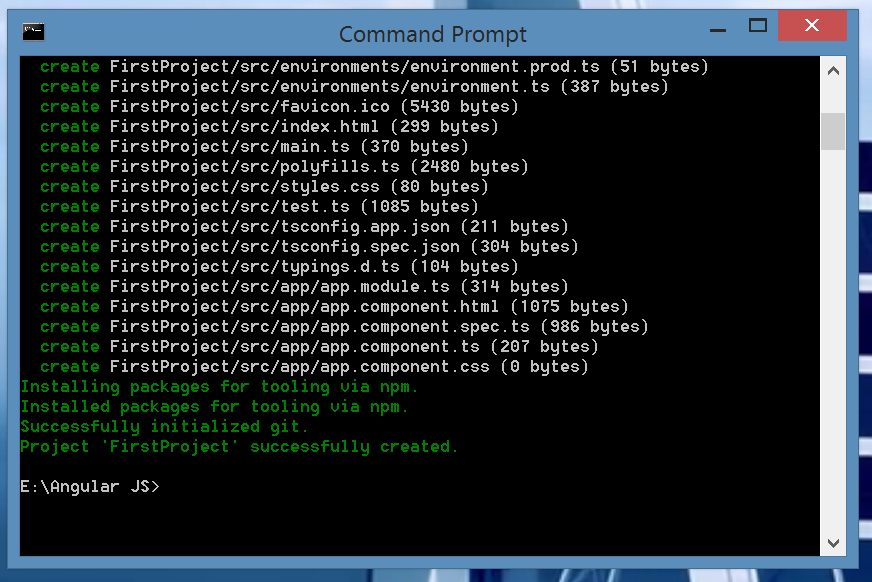 Command Prompt
create FirstProject/src/environments/environment.prod.ts (51 bytes)
create FirstProject/src/environments/environment.ts (387 bytes)
create FirstProject/src/favicon.ico (5430 bytes)
create FirstProject/src/index.html (299 bytes)
create FirstProject/src/main.ts (370 bytes)
create FirstProject/src/polyfills.ts (2480 bytes)
create FirstProject/src/styles.css (80 bytes)
create FirstProject/src/test.ts (1085 bytes)
create FirstProject/src/tsconfig.app.json (211 bytes)
create FirstProject/src/tsconfig.spec.json (304 bytes)
create FirstProject/src/typings.d.ts (104 bytes)
create FirstProject/src/app/app.module.ts (314 bytes)
create FirstProject/src/app/app.component.html (1075 bytes)
create FirstProject/src/app/app.component.spec.ts (986 bytes)
create FirstProject/src/app/app.component.ts (207 bytes)
create FirstProject/src/app/app.component.css (0 bytes)
Installing packages for tooling via npm.
Installed packages for tooling via npm.
Successfully initialized git.
Project 'FirstProject' successfully created.
E:\Angular JS>